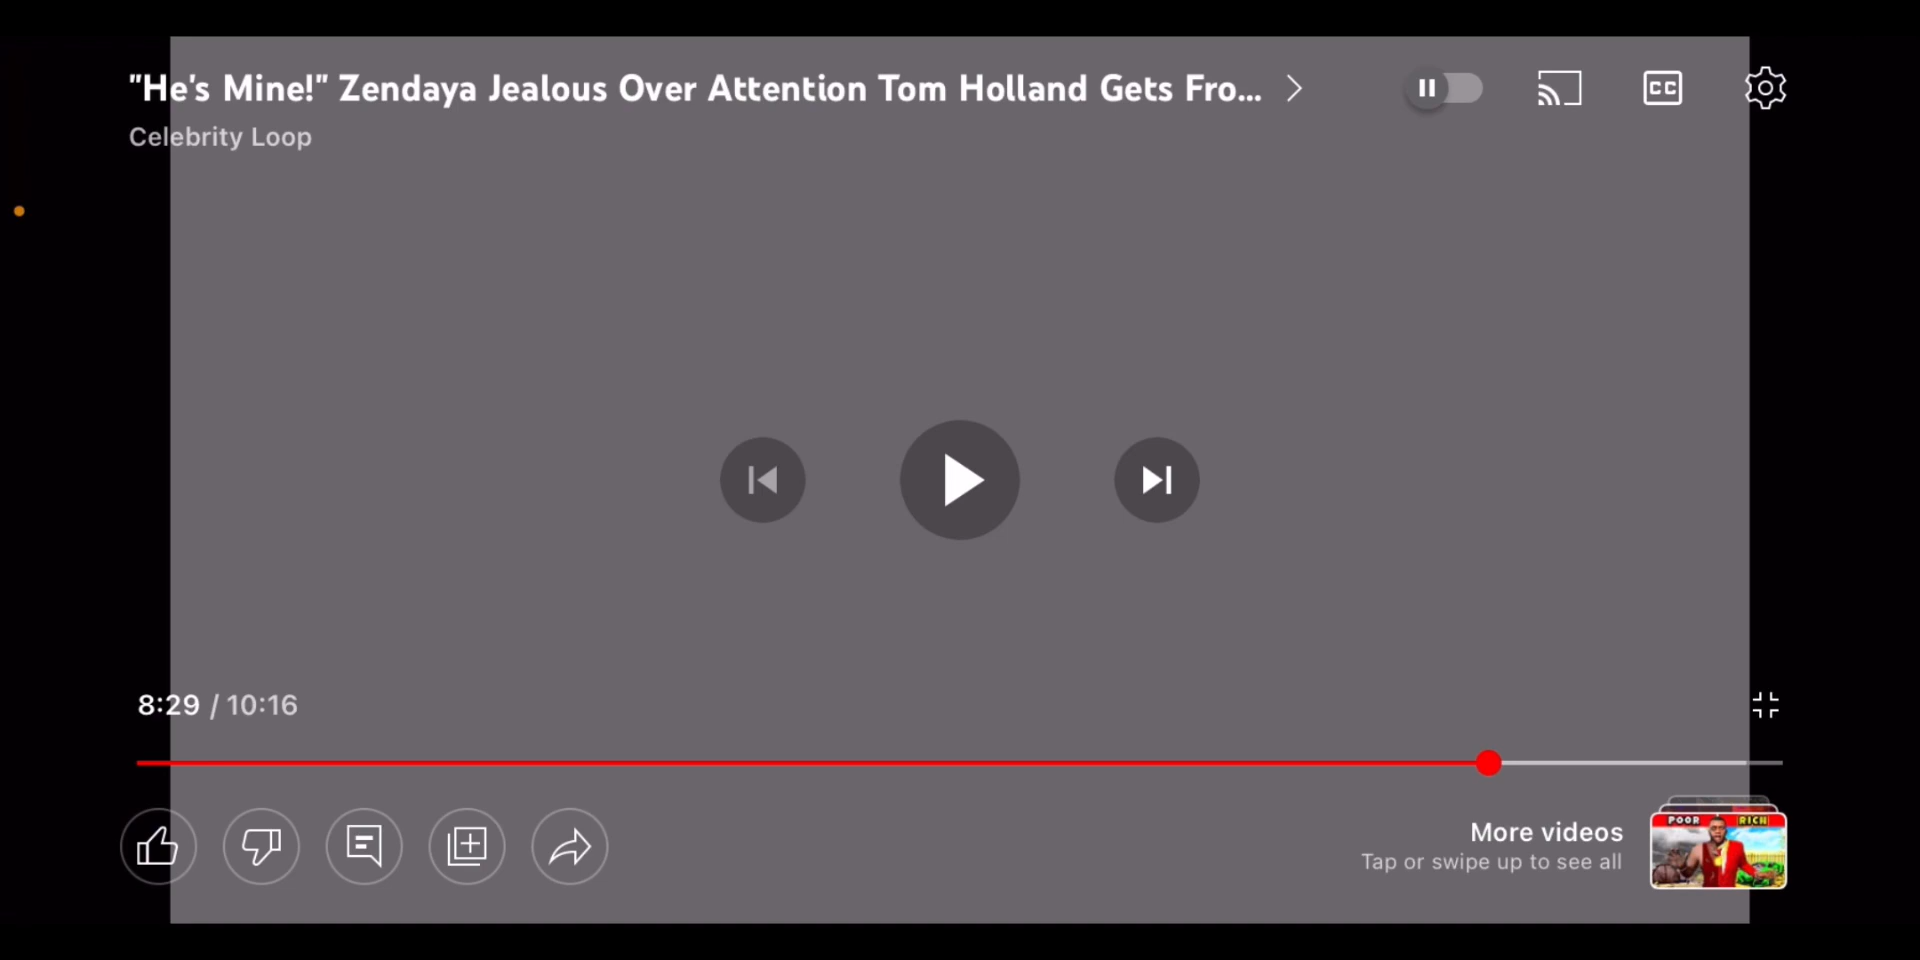 "He's Mine!" Zendaya Jealous Over Attention Tom Holland Gets Fro...
CC
Celebrity Loop
8:29 / 10:16
POOR RICH
More videos
Tap or swipe up to see all